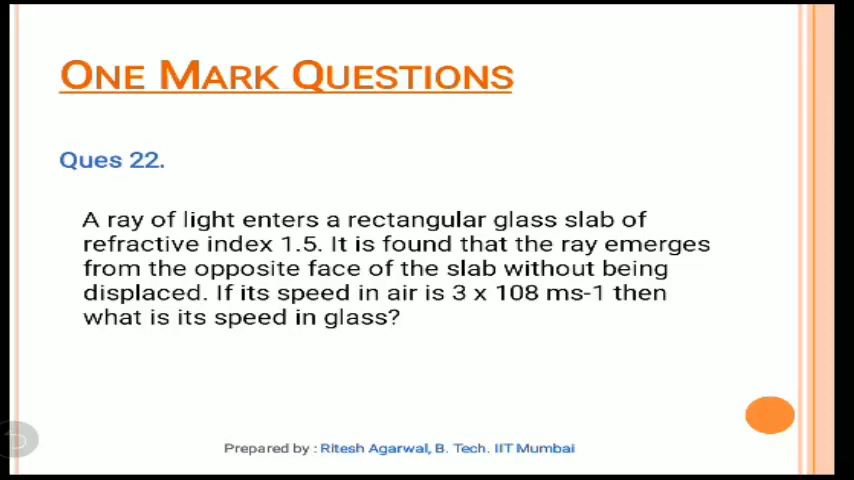 ONE MARK QUESTIONS
Ques 22.
A ray of light enters a rectangular glass slab of
refractive index 1.5. It is found that the ray emerges
from the opposite face of the slab without being
displaced. If its speed in air is 3 x 108 ms-1 then
what is its speed in glass?
Prepared by : Ritesh Agarwal, B. Tech. IIT Mumbai